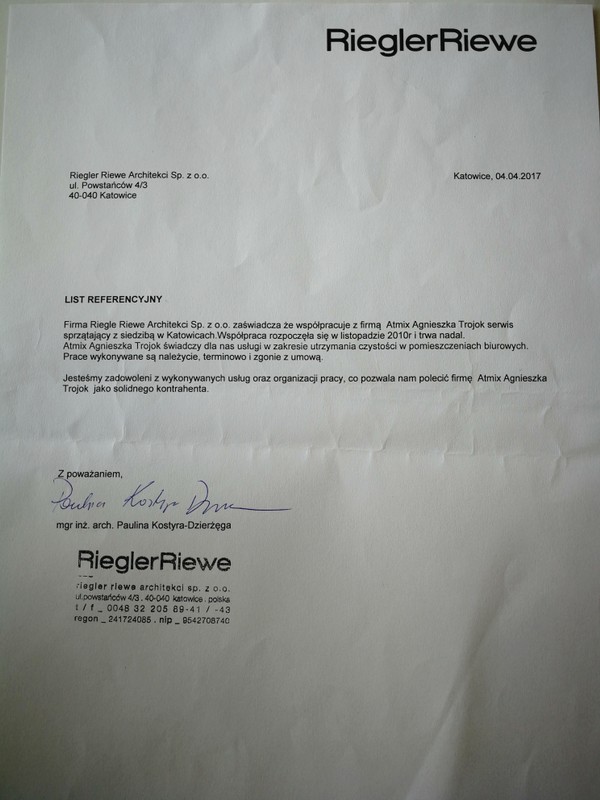 RieglerRiewe
Riegler Riewe Architekci Sp. z o.o.
ul. Powstańców 4/3
40-040 Katowice
Katowice, 04.04.2017
LIST REFERENCYJNY
Firma Riegle Riewe Architekci Sp. z o.o. zaświadcza że współpracuje z firmą Atmix Agnieszka Trojok serwis
sprzątający z siedzibą w Katowicach.Współpraca rozpoczęła się w listopadzie 2010r i trwa nadal.
Atmix Agnieszka Trojok świadczy dla nas usługi w zakresie utrzymania czystości w pomieszczeniach biurowych.
Prace wykonywane są należycie, terminowo i zgonie z umową.
Jesteśmy zadowoleni z wykonywanych usług oraz organizacji pracy, co pozwala nam polecić firmę Atmix Agnieszka
Trojok jako solidnego kontrahenta.
Z poważaniem,
Paulina Kostyra
mgr inż. arch. Paulina Kostyra-Dzierżęga
RieglerRiewe
riegler riewe architekci sp. z o.o.
ul.powstańców 4/3 . 40-040 katowice . polska
t / f _ 0048 32 205 89-41 / -43
regon _ 241724085 . nip _ 9542708740